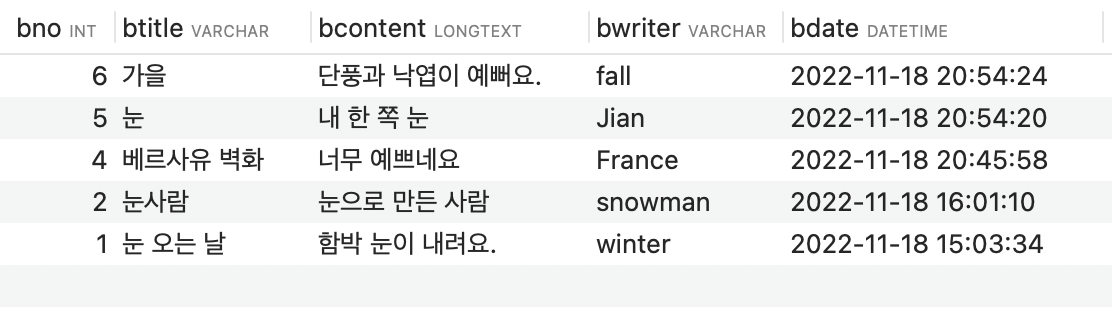 bno INT btitle VARCHAR bcontent LONGTEXT bwriter VARCHAR bdate DATETIME
6 가을 단풍과 낙엽이 예뻐요. fall 2022-11-18 20:54:24
5 눈 내 한 쪽 눈 Jian 2022-11-18 20:54:20
4 베르사유 벽화 너무 예쁘네요 France 2022-11-18 20:45:58
2 눈사람 눈으로 만든 사람 snowman 2022-11-18 16:01:10
1 눈 오는 날 함박 눈이 내려요. winter 2022-11-18 15:03:34